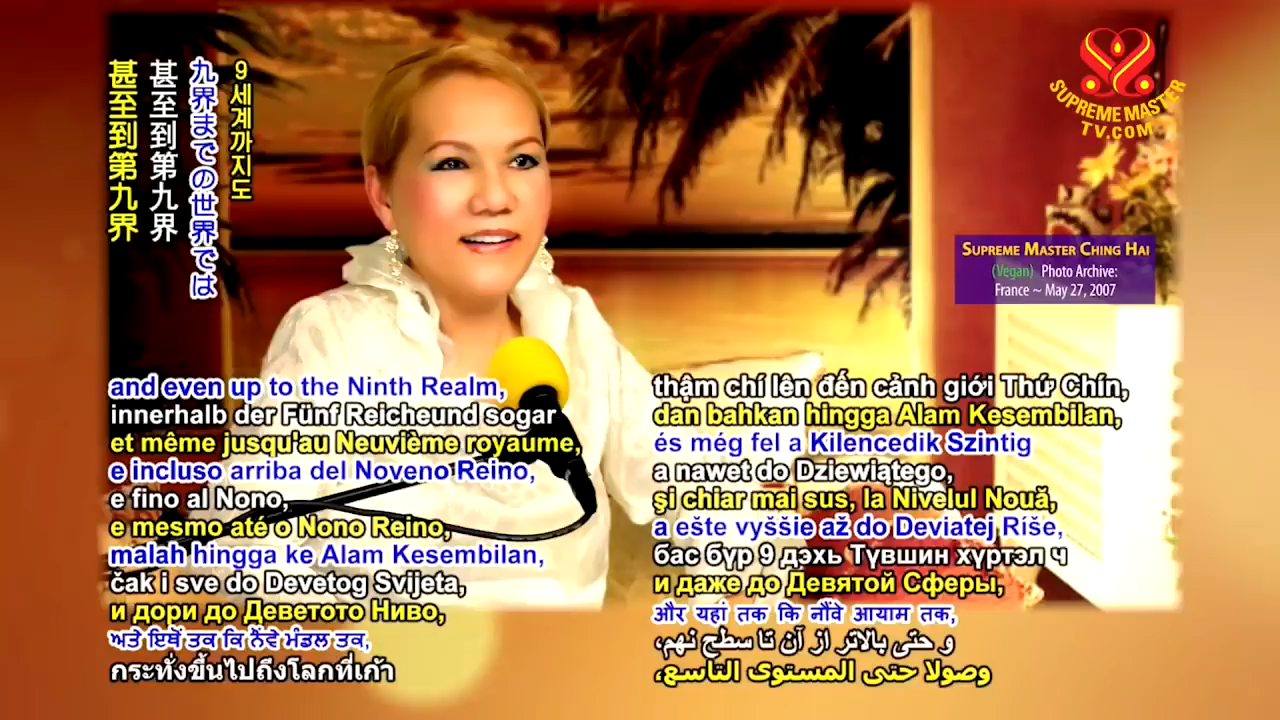 甚至到第九界
甚至到第九界
九界までの世界では
9세계까지도
SUPREME MASTER
TV.COM
SUPREME MASTER CHING HAI
(Vegan) Photo Archive:
France ~ May 27, 2007
and even up to the Ninth Realm,
innerhalb der Fünf Reicheund sogar
et même jusqu'au Neuvième royaume,
e incluso arriba del Noveno Reino,
e fino al Nono,
e mesmo até o Nono Reino,
malah hingga ke Alam Kesembilan,
čak i sve do Devetog Svijeta,
и дори до Деветото Ниво,
ਅਤੇ ਇਥੋਂ ਤਕ ਕਿ ਨੌਂਵੇ ਮੰਡਲ ਤਕ,
กระทั่งขึ้นไปถึงโลกที่เก้า
thậm chí lên đến cảnh giới Thứ Chín,
dan bahkan hingga Alam Kesembilan,
és még fel a Kilencedik Szintig
a nawet do Dziewiątego,
şi chiar mai sus, la Nivelul Nouă,
a ešte vyššie až do Deviatej Ríše,
бас бүр 9 дэхь Түвшин хүртэл ч
и даже до Девятой Сферы,
और यहां तक कि नौंवे आयाम तक,
و حتی بالاتر از آن تا سطح نهم،
وصولا حتى المستوى التاسع،